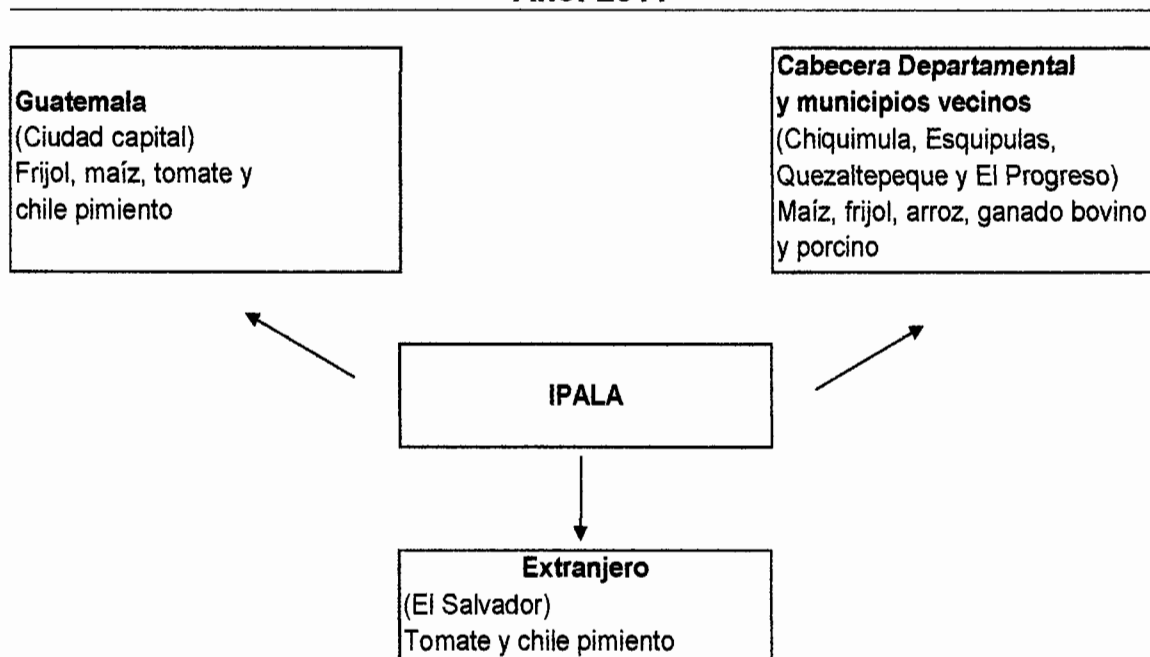 Guatemala
(Ciudad capital)
Frijol, maíz, tomate y
chile pimiento
Cabecera Departamental
y municipios vecinos
(Chiquimula, Esquipulas,
Quezaltepeque y El Progreso)
Maíz, frijol, arroz, ganado bovino
y porcino
IPALA
Extranjero
(El Salvador)
Tomate y chile pimiento